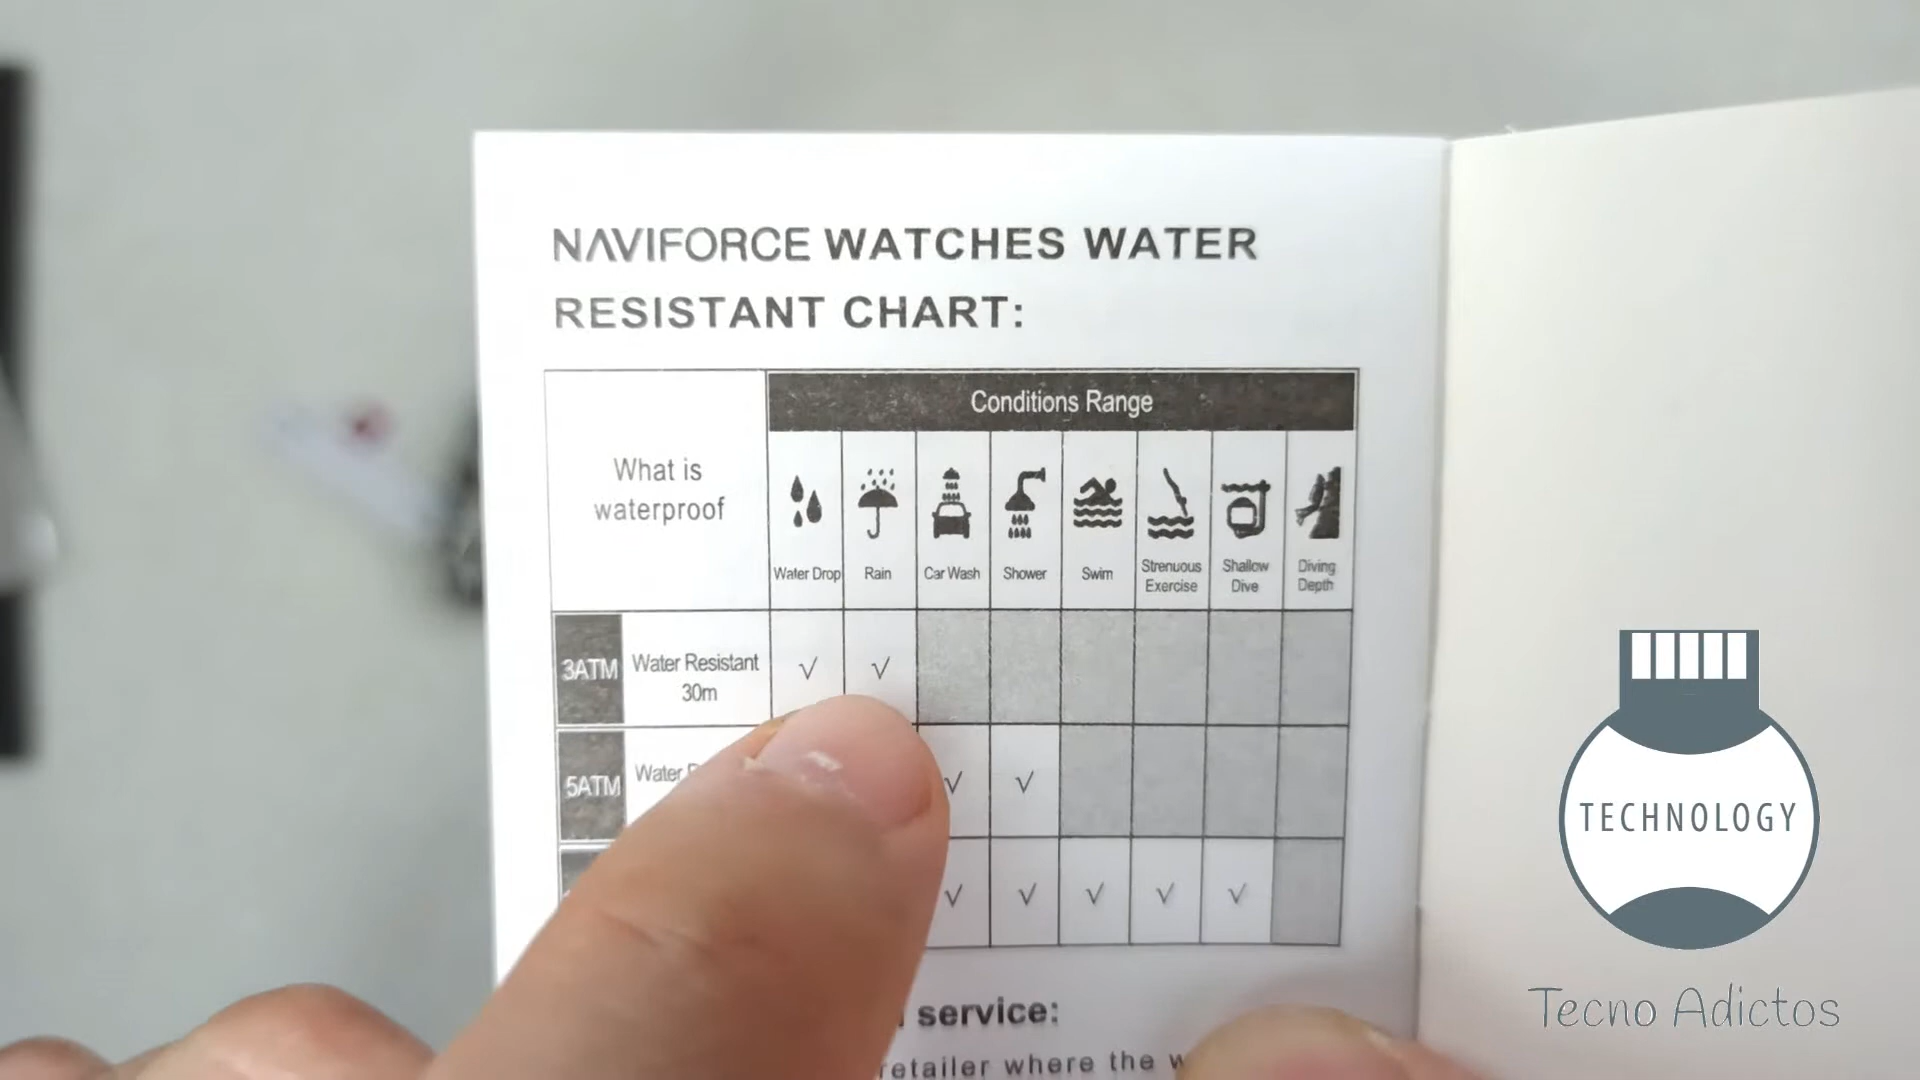 NAVIFORCE WATCHES WATER
RESISTANT CHART:
What is
waterproof
Conditions Range
Water Drop
Rain
Car Wash
Shower
Swim
Strenuous
Exercise
Shallow
Dive
Diving
Depth
3ATM
Water Resistant
30m
√ √
5ATM
Water
√ √
√ √ √ √ √
service:
retailer where the
TECHNOLOGY
Tecno Adictos